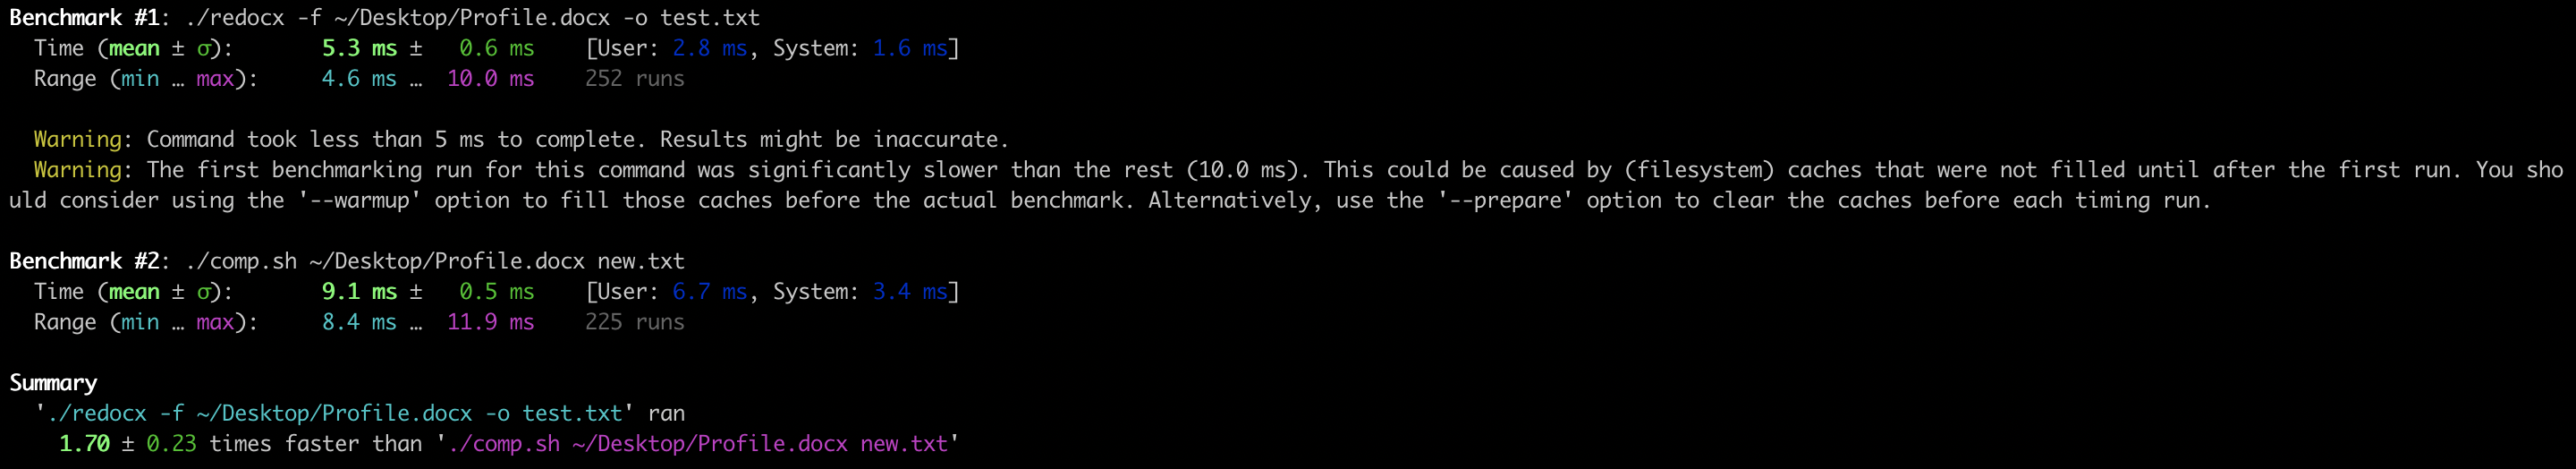 Benchmark #1: ./redocx -f ~/Desktop/Profile.docx -o test.txt
  Time (mean ± σ):       5.3 ms ±   0.6 ms    [User: 2.8 ms, System: 1.6 ms]
  Range (min … max):     4.6 ms …  10.0 ms    252 runs

  Warning: Command took less than 5 ms to complete. Results might be inaccurate.
  Warning: The first benchmarking run for this command was significantly slower than the rest (10.0 ms). This could be caused by (filesystem) caches that were not filled until after the first run. You sho
uld consider using the '--warmup' option to fill those caches before the actual benchmark. Alternatively, use the '--prepare' option to clear the caches before each timing run.

Benchmark #2: ./comp.sh ~/Desktop/Profile.docx new.txt
  Time (mean ± σ):       9.1 ms ±   0.5 ms    [User: 6.7 ms, System: 3.4 ms]
  Range (min … max):     8.4 ms …  11.9 ms    225 runs

Summary
  './redocx -f ~/Desktop/Profile.docx -o test.txt' ran
    1.70 ± 0.23 times faster than './comp.sh ~/Desktop/Profile.docx new.txt'